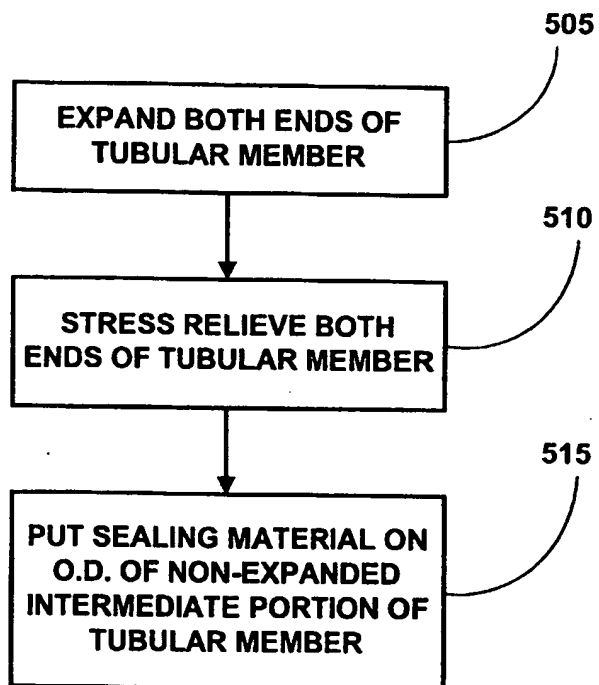 505
EXPAND BOTH ENDS OF
TUBULAR MEMBER
510
STRESS RELIEVE BOTH
ENDS OF TUBULAR MEMBER
515
PUT SEALING MATERIAL ON
O.D. OF NON-EXPANDED
INTERMEDIATE PORTION OF
TUBULAR MEMBER